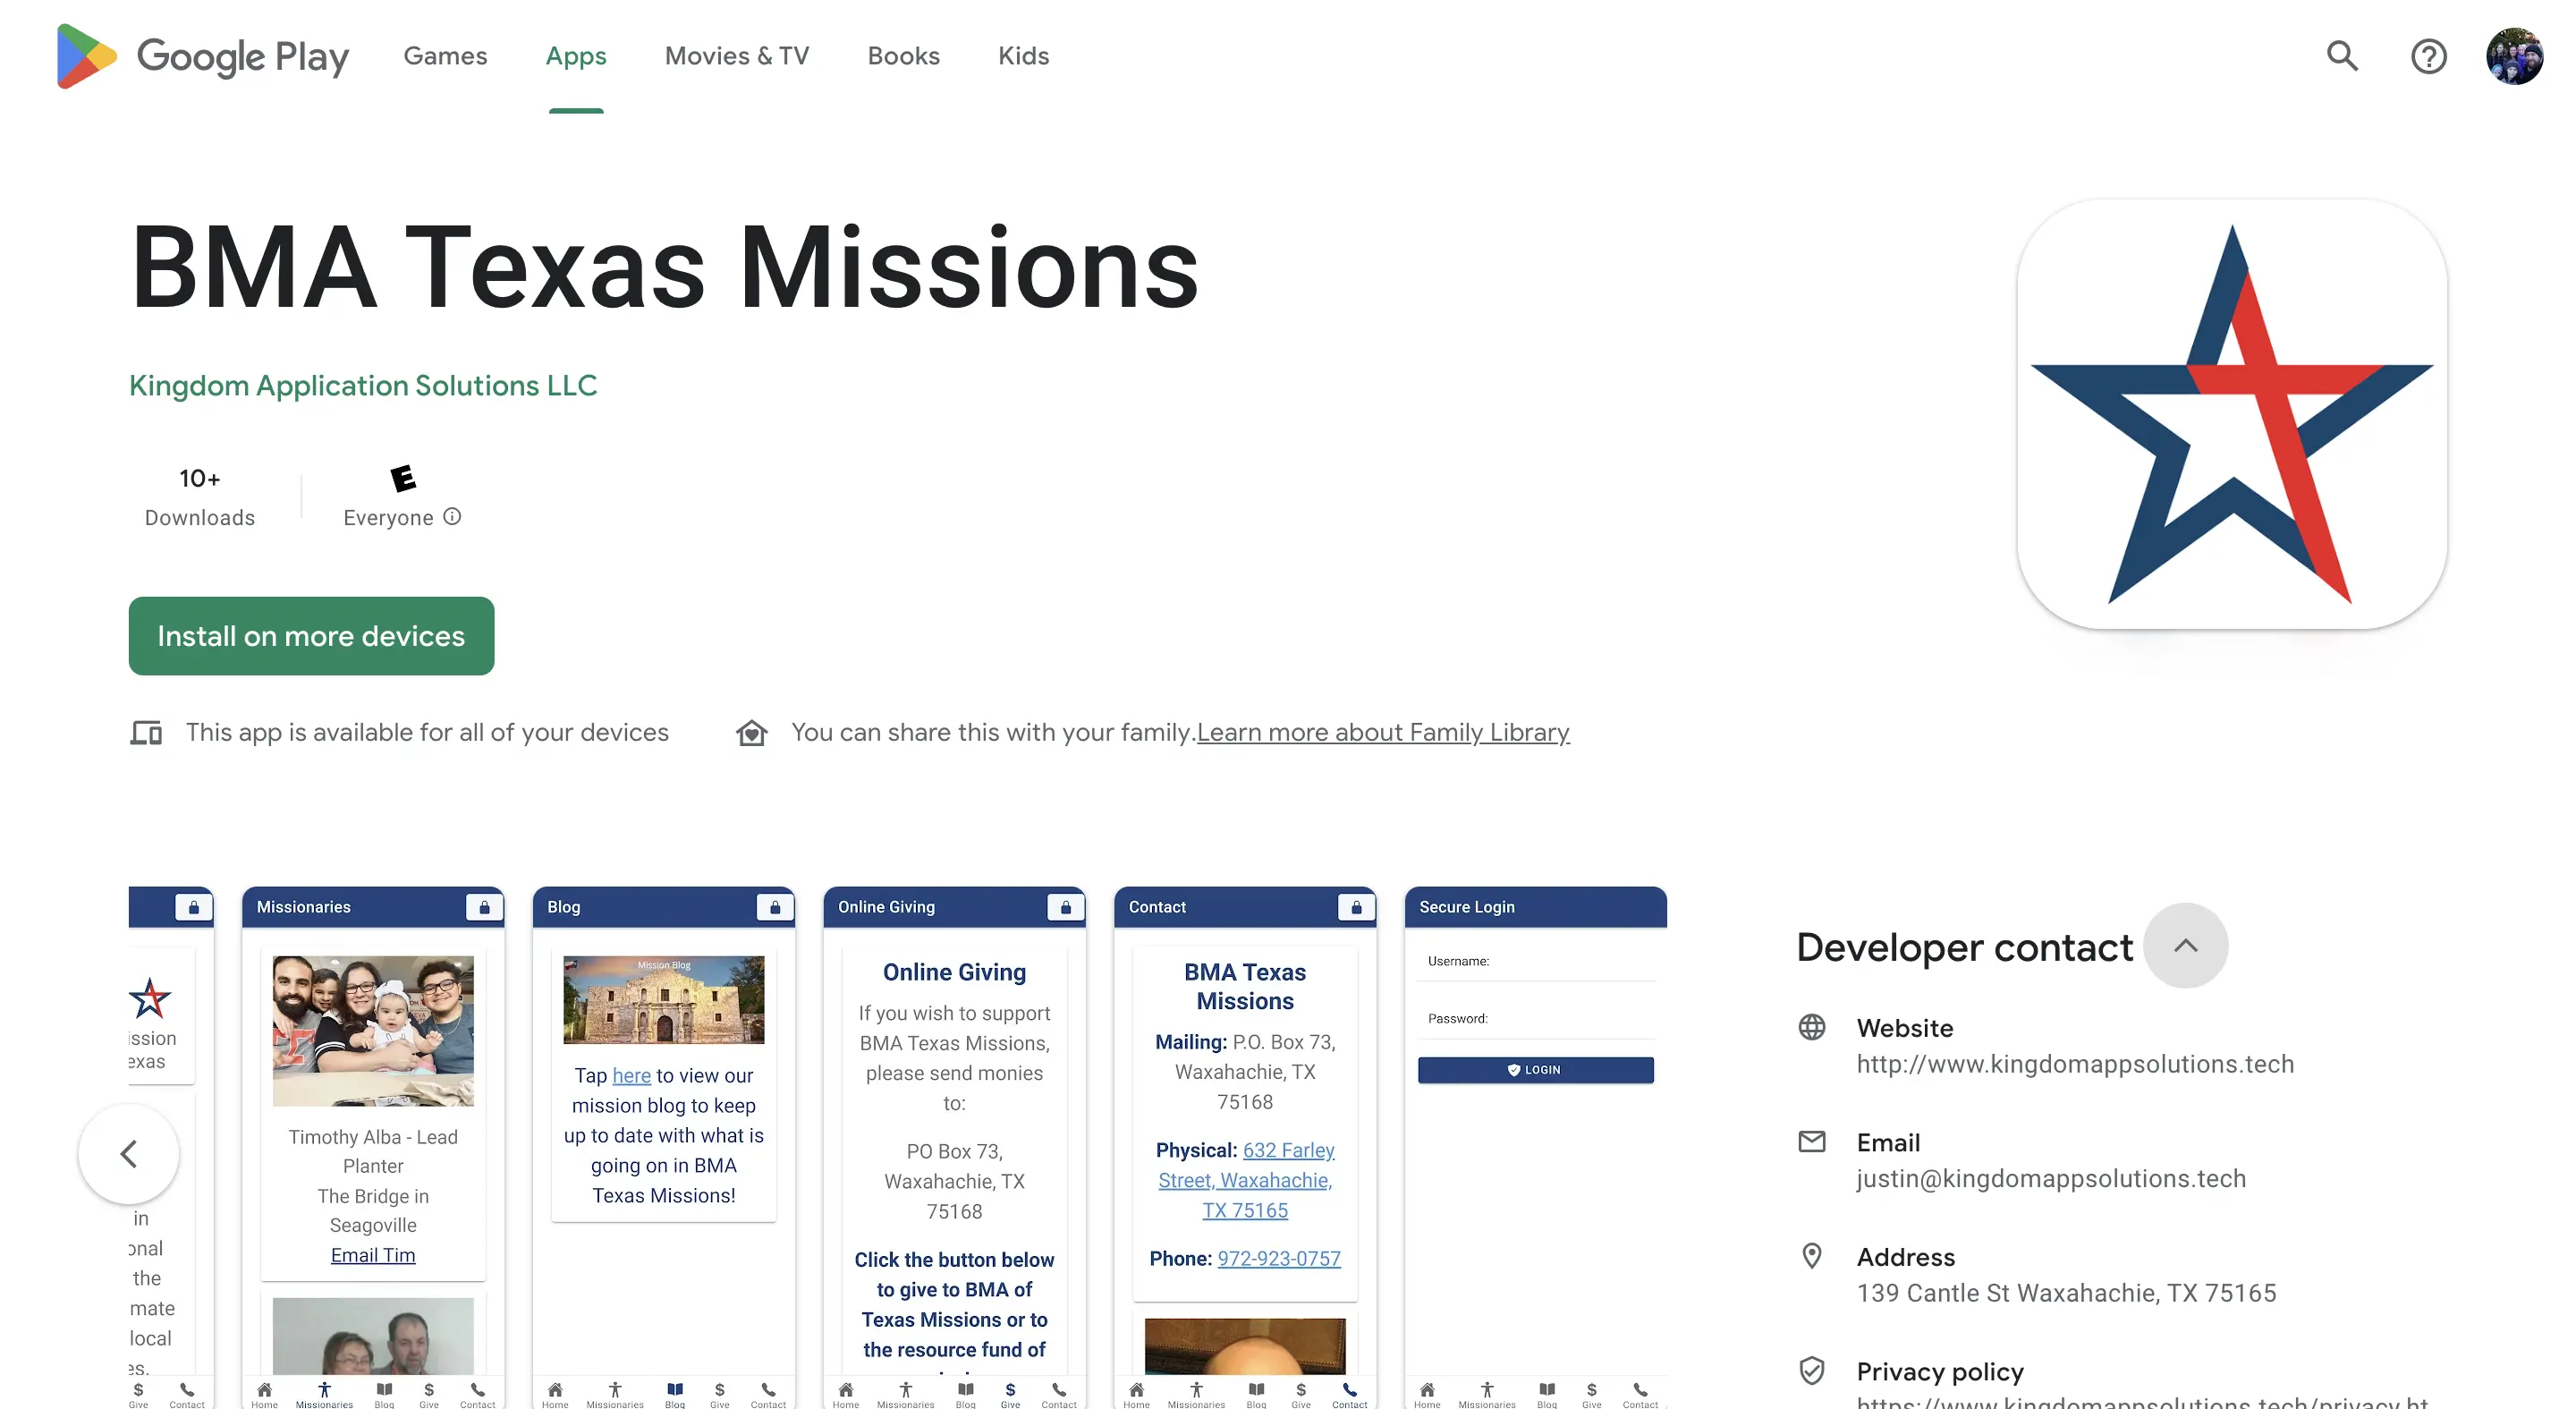 Google Play
Games
Apps
Movies & TV
Books
Kids
BMA Texas Missions
Kingdom Application Solutions LLC
10+
Downloads
E
Everyone
Install on more devices
This app is available for all of your devices
You can share this with your family.Learn more about Family Library
ission
exas
in
onal
the
mate
local
es.
Give
Contact
Missionaries
Timothy Alba - Lead
Planter
The Bridge in
Seagoville
Email Tim
Home
Missionaries
Blog
Give
Contact
Blog
Mission Blog
Tap here to view our
mission blog to keep
up to date with what is
going on in BMA
Texas Missions!
Home
Missionaries
Blog
Give
Contact
Online Giving
Online Giving
If you wish to support
BMA Texas Missions,
please send monies
to:
PO Box 73,
Waxahachie, TX
75168
Click the button below
to give to BMA of
Texas Missions or to
the resource fund of
Home
Missionaries
Blog
Give
Contact
Contact
BMA Texas
Missions
Mailing: P.O. Box 73,
Waxahachie, TX
75168
Physical: 632 Farley
Street, Waxahachie,
TX 75165
Phone: 972-923-0757
Home
Missionaries
Blog
Give
Contact
Secure Login
Username:
Password:
LOGIN
Home
Missionaries
Blog
Give
Contact
Developer contact
Website
http://www.kingdomappsolutions.tech
Email
justin@kingdomappsolutions.tech
Address
139 Cantle St Waxahachie, TX 75165
Privacy policy
https://www.kingdomappsolutions.tech/privacy.ht